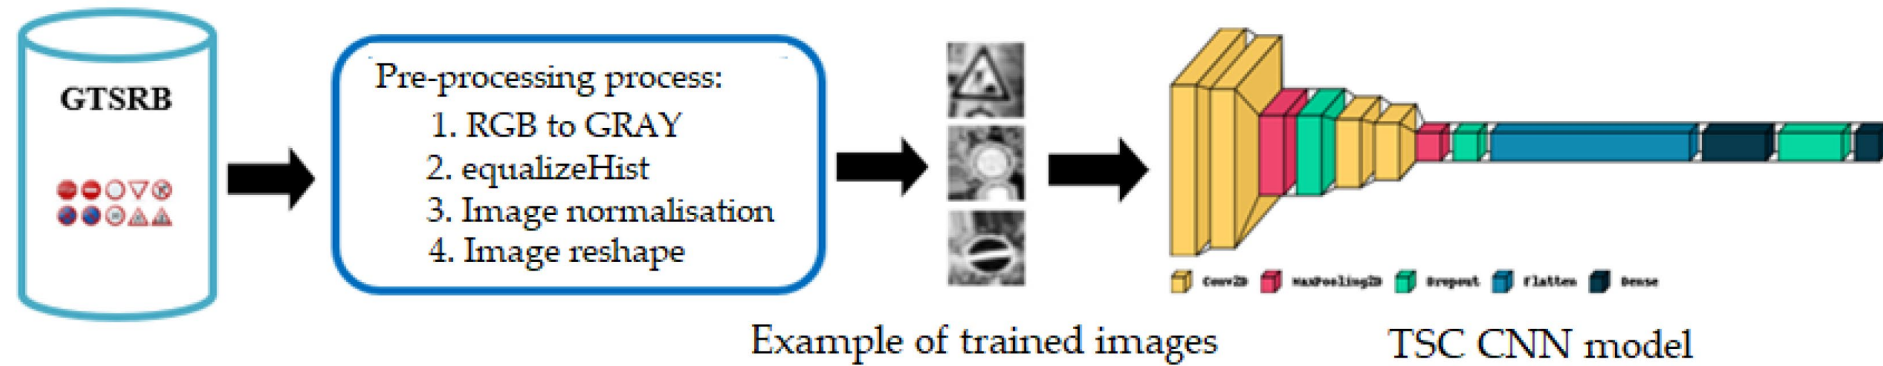 GTSRB
Pre-processing process:
1. RGB to GRAY
2. equalizeHist
3. Image normalisation
4. Image reshape
Conv2D MaxPooling2D Dropout Flatten Dense
Example of trained images
TSC CNN model